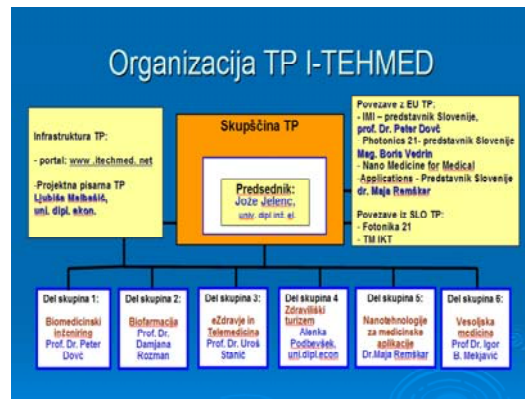 Organizacija TP I-TEHMED
Infrastruktura TP:
- portal: www.itechmed. net
-Projektna pisarna TP
Ljubiša
uni. dipl. ekon.
Skupščina TP
Predsednik:
Jože Jelenc,
univ. dipl inž. el.
Povezave z EU TP:
- IMI – predstavnik Slovenije,
prof. Dr. Peter Dovč
- Photonics 21- predstavnik Slovenije
Mag. Boris Vedrin
- Nano Medicine for Medical
Applications - Predstavnik Slovenije
dr. Maja Remškar
Povezave iz SLO TP:
- Fotonika 21
- TM IKT
Del skupina 1:
Biomedicinski
inženiring
Prof. Dr. Peter
Dovč
Del skupina 2:
Biofarmacija
Prof. Dr.
Damjana
Rozman
Del skupina 3:
eZdravje in
Telemedicina
Prof. Dr. Uroš
Stanič
Del skupina 4
Zdraviliški
turizem
Alenka
Podbevšek,
uni.dipl.econ
Del skupina 5:
Nanotehnologije
za medicinske
aplikacije
Dr.Maja Remškar
Del skupina 6:
Vesoljska
medicina
Prof Dr. Igor
B. Mekjavić